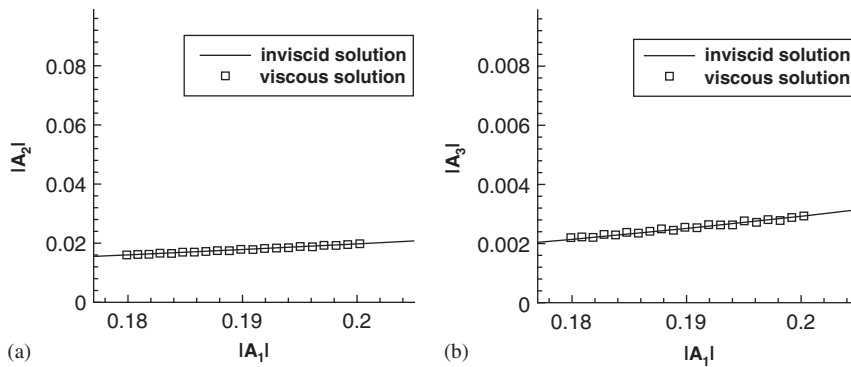 0.08
0.06
0.04
0.02
0
|A₂|
inviscid solution
viscous solution
0.18
0.19
0.2
|A₁|
(a)
0.008
0.006
0.004
0.002
0
|A₃|
inviscid solution
viscous solution
0.18
0.19
0.2
|A₁|
(b)